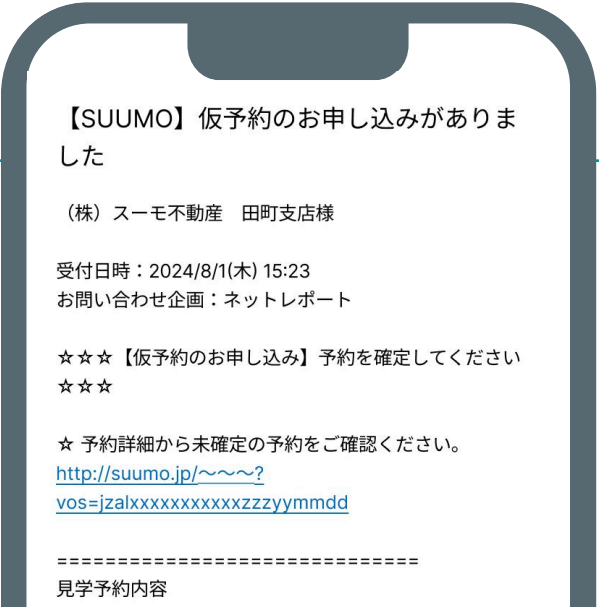 【SUUMO】仮予約のお申し込みがありま
した
（株）スーモ不動産　田町支店様
受付日時：2024/8/1(木) 15:23
お問い合わせ企画：ネットレポート
☆☆☆【仮予約のお申し込み】予約を確定してください
☆☆☆
☆ 予約詳細から未確定の予約をご確認ください。
http://suumo.jp/〜〜〜?
vos=jzalxxxxxxxxxxxzzzyymmdd
==============================
見学予約内容